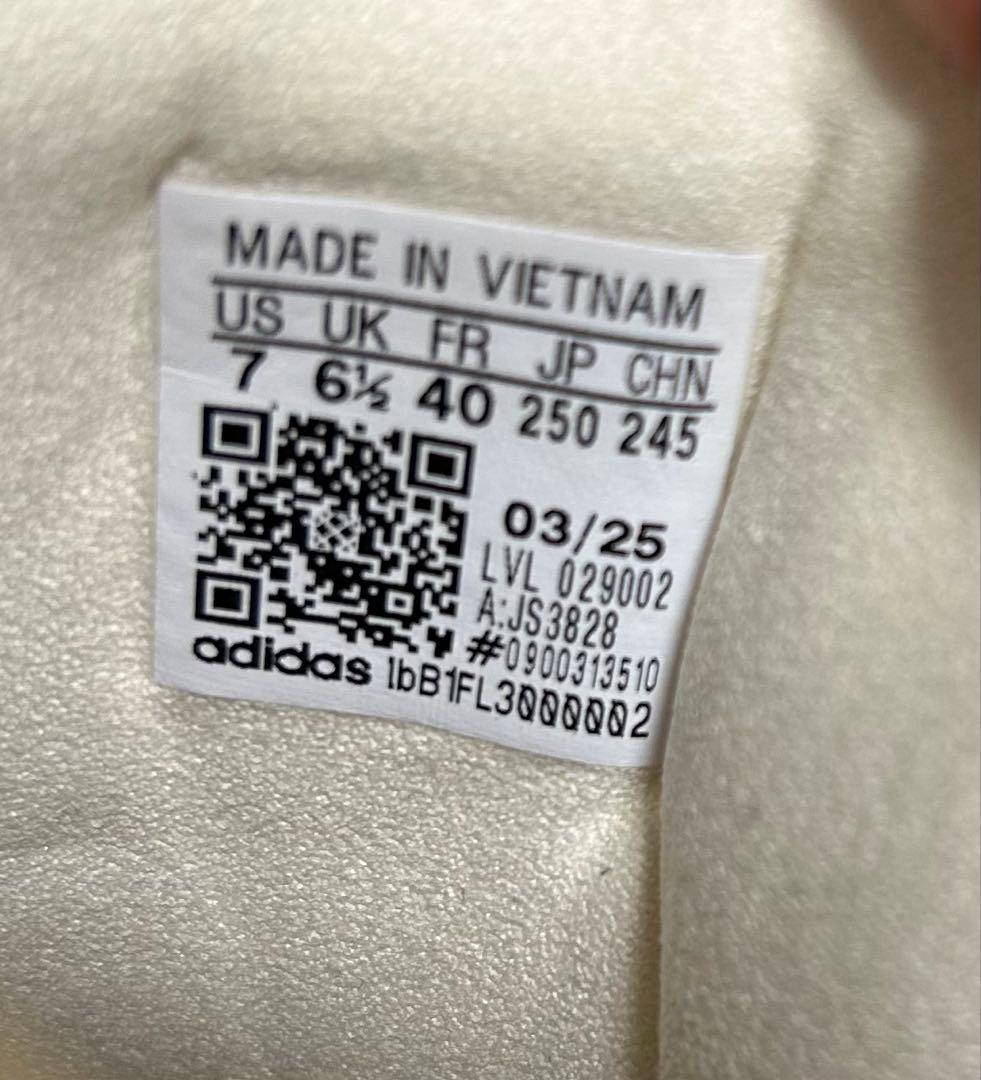 MADE IN VIETNAM
US UK FR JP CHN
7 6½ 40 250 245
03/25
LVL 029002
A:JS3828
#0900313510
adidas lbB1FL3000002